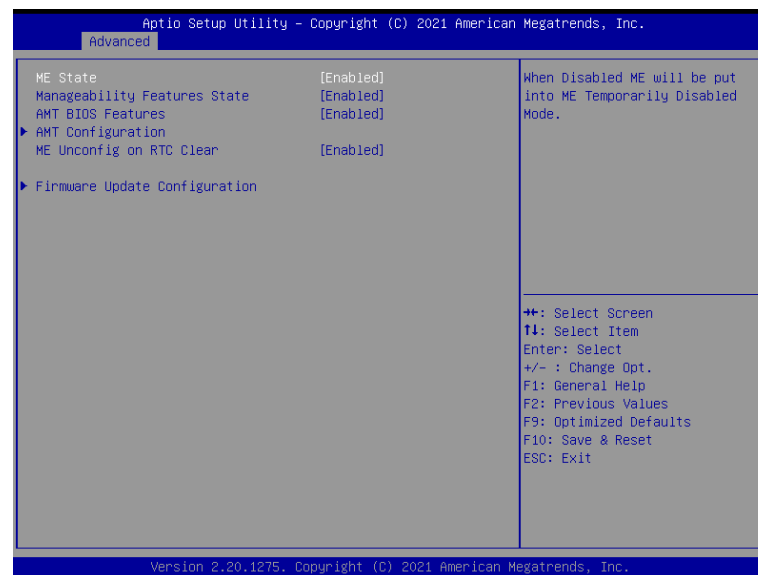 Aptio Setup Utility – Copyright (C) 2021 American Megatrends, Inc.
Advanced
ME State [Enabled]
Manageability Features State [Enabled]
AMT BIOS Features [Enabled]
AMT Configuration
ME Unconfig on RTC Clear [Enabled]
Firmware Update Configuration
When Disabled ME will be put
into ME Temporarily Disabled
Mode.
→←: Select Screen
↑↓: Select Item
Enter: Select
+/- : Change Opt.
F1: General Help
F2: Previous Values
F9: Optimized Defaults
F10: Save & Reset
ESC: Exit
Version 2.20.1275. Copyright (C) 2021 American Megatrends, Inc.